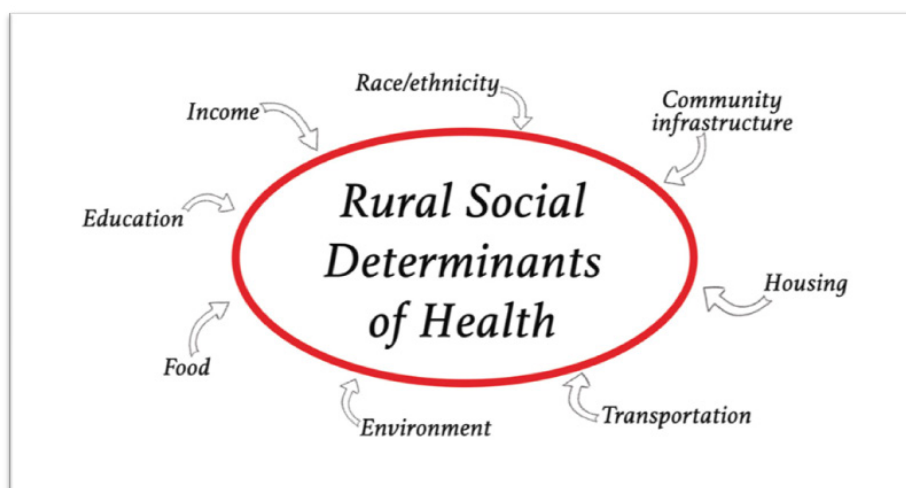 Race/ethnicity
Income
Community
infrastructure
Education
Rural Social
Determinants
of Health
Housing
Food
Environment
Transportation